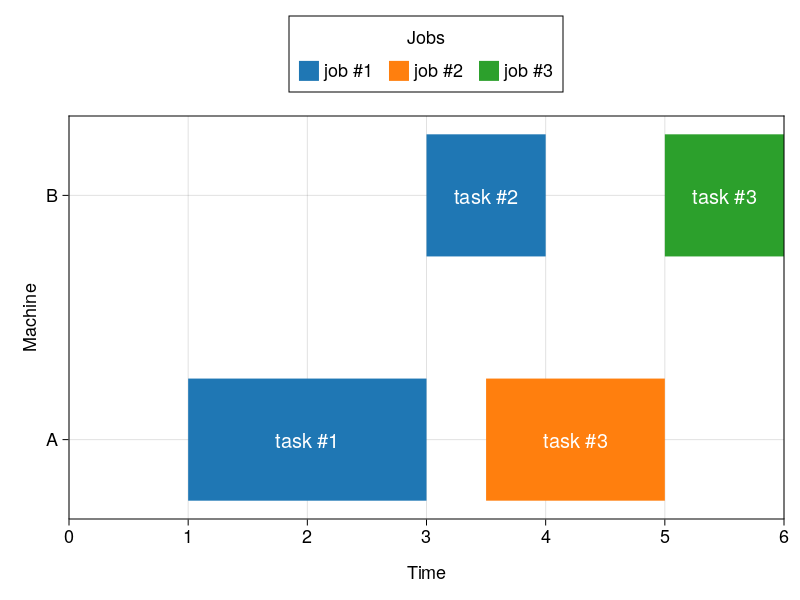 Jobs
job #1 job #2 job #3
B
task #2 task #3
Machine
A
task #1 task #3
0 1 2 3 4 5 6
Time